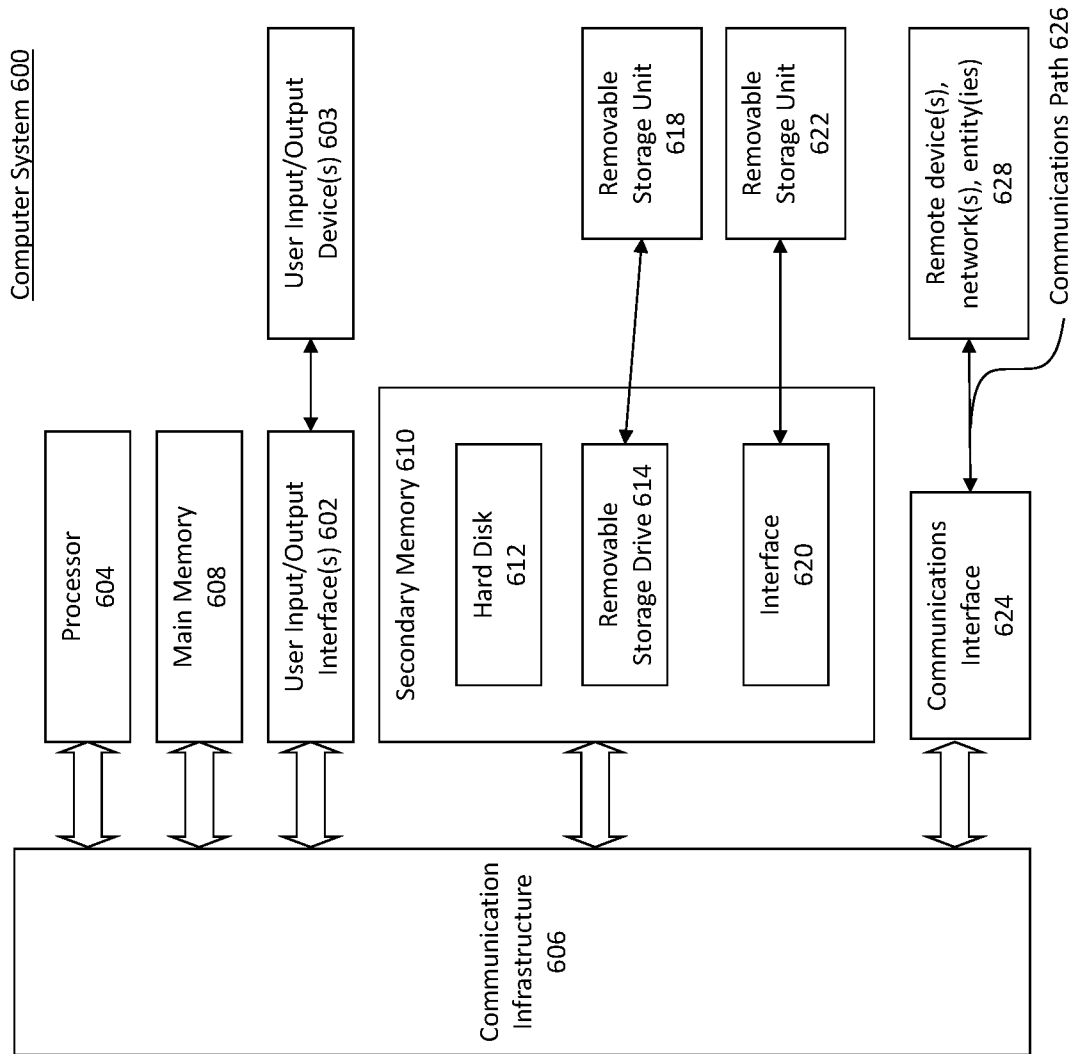 Computer System 600
Processor
604
Main Memory
608
User Input/Output
Interface(s) 602
User Input/Output
Device(s) 603
Secondary Memory 610
Hard Disk
612
Removable
Storage Drive 614
Removable
Storage Unit
618
Interface
620
Removable
Storage Unit
622
Communications
Interface
624
Remote device(s),
network(s), entity(ies)
628
Communications Path 626
Communication
Infrastructure
606